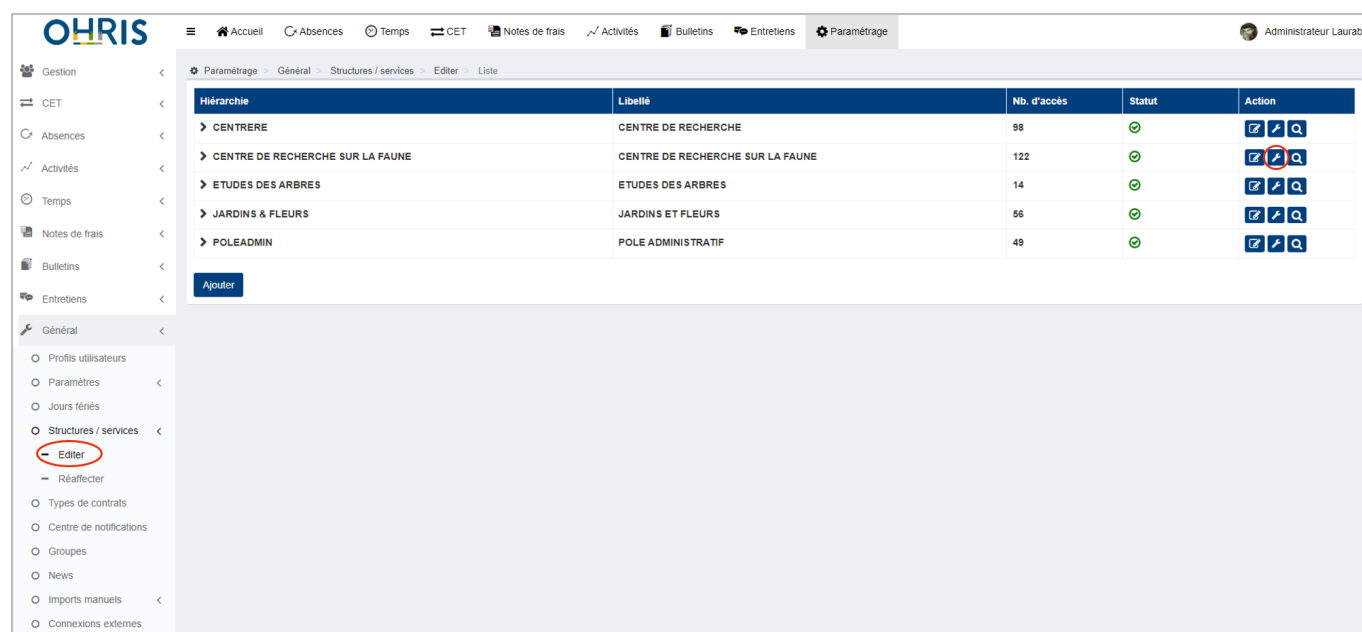 OHRIS
Accueil Absences Temps CET Notes de frais Activités Bulletins Entretiens Paramétrage Administrateur Laurab
Paramétrage > Général > Structures / services > Editer > Liste
Gestion
CET
Absences
Activités
Temps
Notes de frais
Bulletins
Entretiens
Général
Profils utilisateurs
Paramètres
Jours fériés
Structures / services
Editer
Réaffecter
Types de contrats
Centre de notifications
Groupes
News
Imports manuels
Connexions externes
Hiérarchie Libellé Nb. d'accès Statut Action
CENTRERE CENTRE DE RECHERCHE 98
CENTRE DE RECHERCHE SUR LA FAUNE CENTRE DE RECHERCHE SUR LA FAUNE 122
ETUDES DES ARBRES ETUDES DES ARBRES 14
JARDINS & FLEURS JARDINS ET FLEURS 56
POLEADMIN POLE ADMINISTRATIF 49
Ajouter